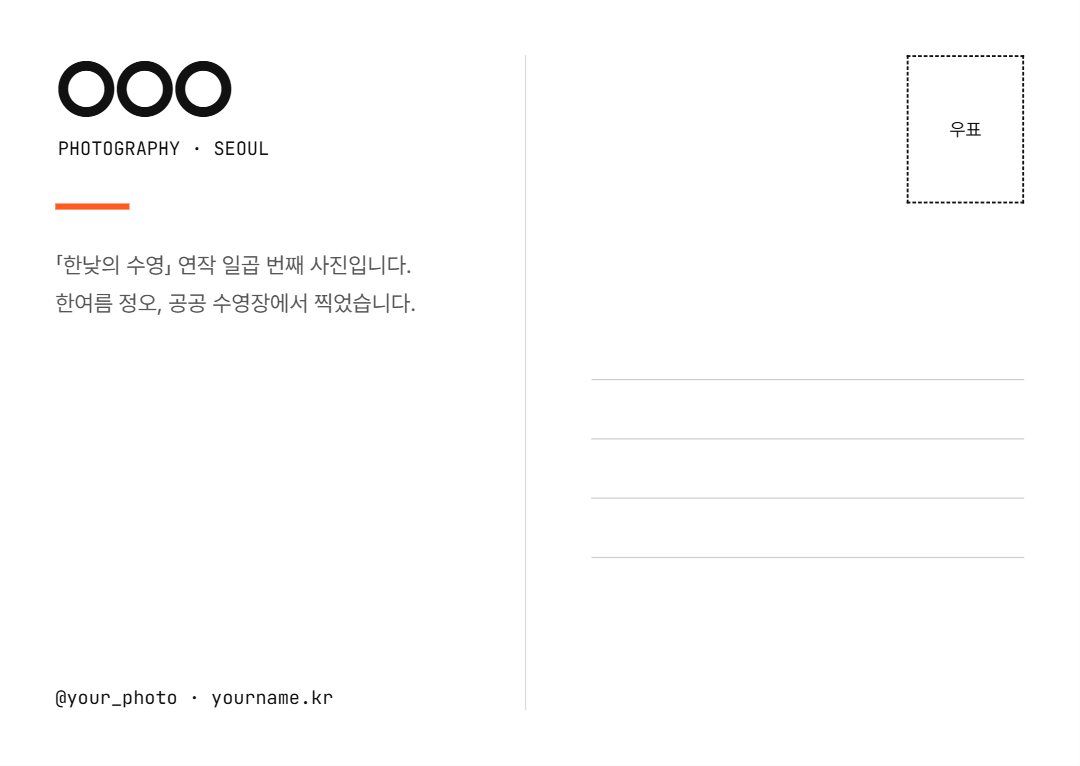 OOO
PHOTOGRAPHY · SEOUL
「한낮의 수영」 연작 일곱 번째 사진입니다.
한여름 정오, 공공 수영장에서 찍었습니다.
@your_photo · yourname.kr
우표